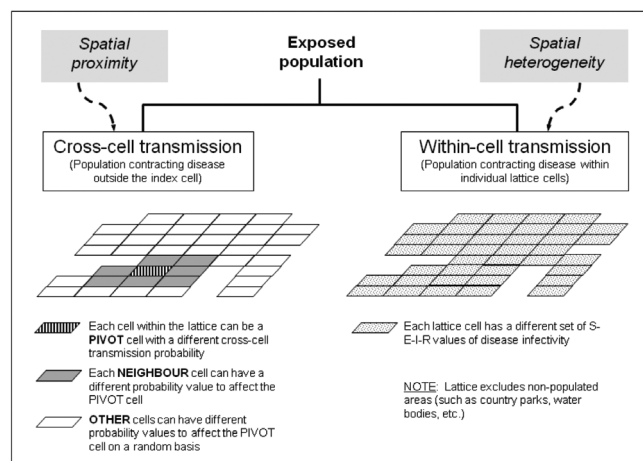 Spatial
proximity
Exposed
population
Spatial
heterogeneity
Cross-cell transmission
(Population contracting disease
outside the index cell)
Within-cell transmission
(Population contracting disease within
individual lattice cells)
Each cell within the lattice can be a
PIVOT cell with a different cross-cell
transmission probability
Each NEIGHBOUR cell can have a
different probability value to affect the
PIVOT cell
OTHER cells can have different
probability values to affect the PIVOT
cell on a random basis
Each lattice cell has a different set of S-
E-I-R values of disease infectivity
NOTE: Lattice excludes non-populated
areas (such as country parks, water
bodies, etc.)